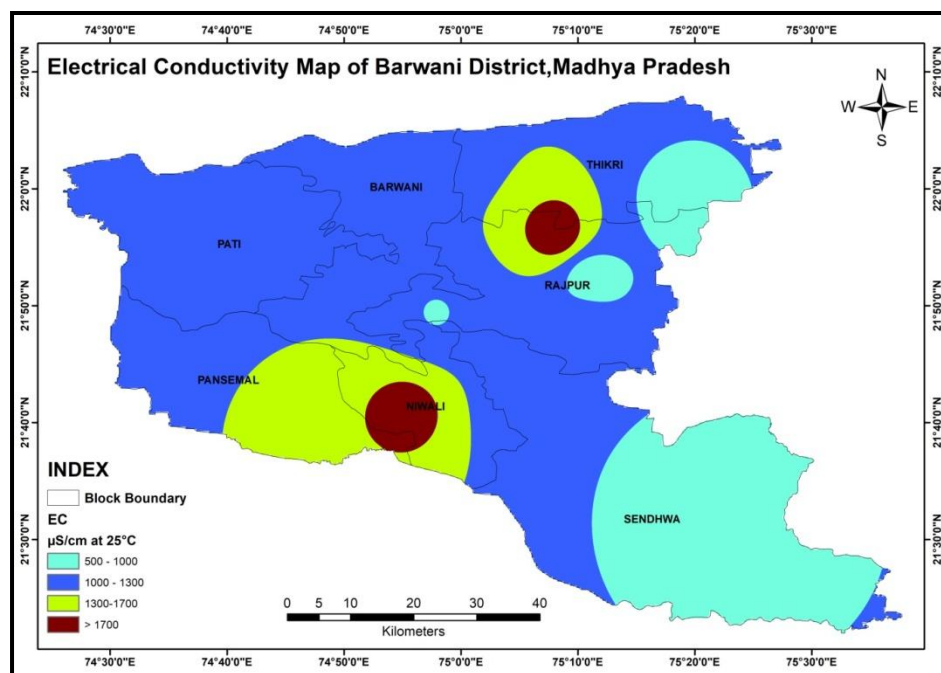 74°30'0"E 74°40'0"E 74°50'0"E 75°0'0"E 75°10'0"E 75°20'0"E 75°30'0"E
Electrical Conductivity Map of Barwani District,Madhya Pradesh
N
W E
S
22°10'0"N 22°10'0"N
THIKRI
BARWANI
22°0'0"N 22°0'0"N
PATI
RAJPUR
21°50'0"N 21°50'0"N
PANSEMAL
NIWALI
21°40'0"N 21°40'0"N
SENDHWA
21°30'0"N 21°30'0"N
INDEX
Block Boundary
EC
µS/cm at 25°C
500 - 1000
1000 - 1300
1300-1700
> 1700
0 5 10 20 30 40
Kilometers
74°30'0"E 74°40'0"E 74°50'0"E 75°0'0"E 75°10'0"E 75°20'0"E 75°30'0"E